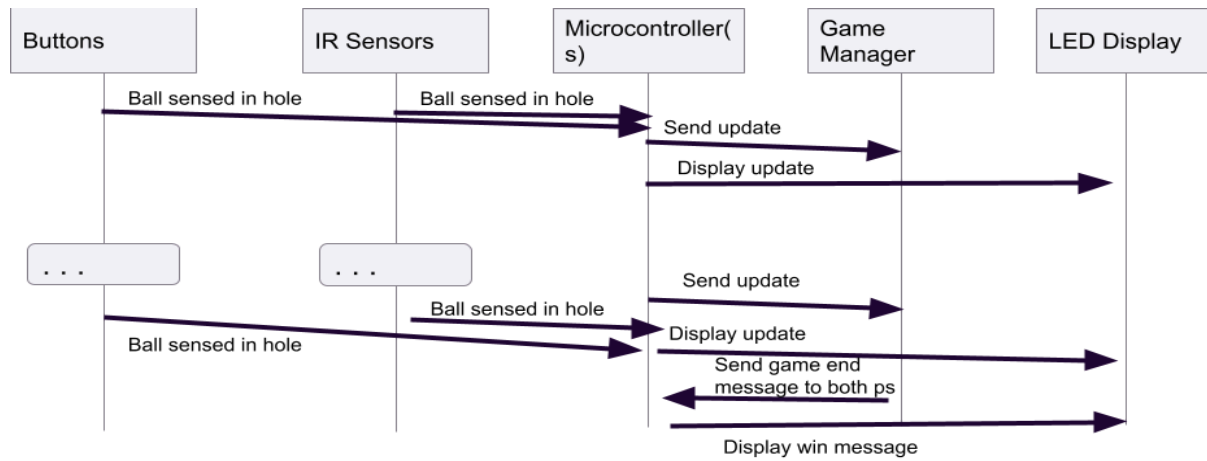 Buttons
IR Sensors
Microcontroller(
s)
Game
Manager
LED Display
Ball sensed in hole
Ball sensed in hole
Send update
Display update
. . .
. . .
Send update
Ball sensed in hole
Ball sensed in hole
Display update
Send game end
message to both ps
Display win message